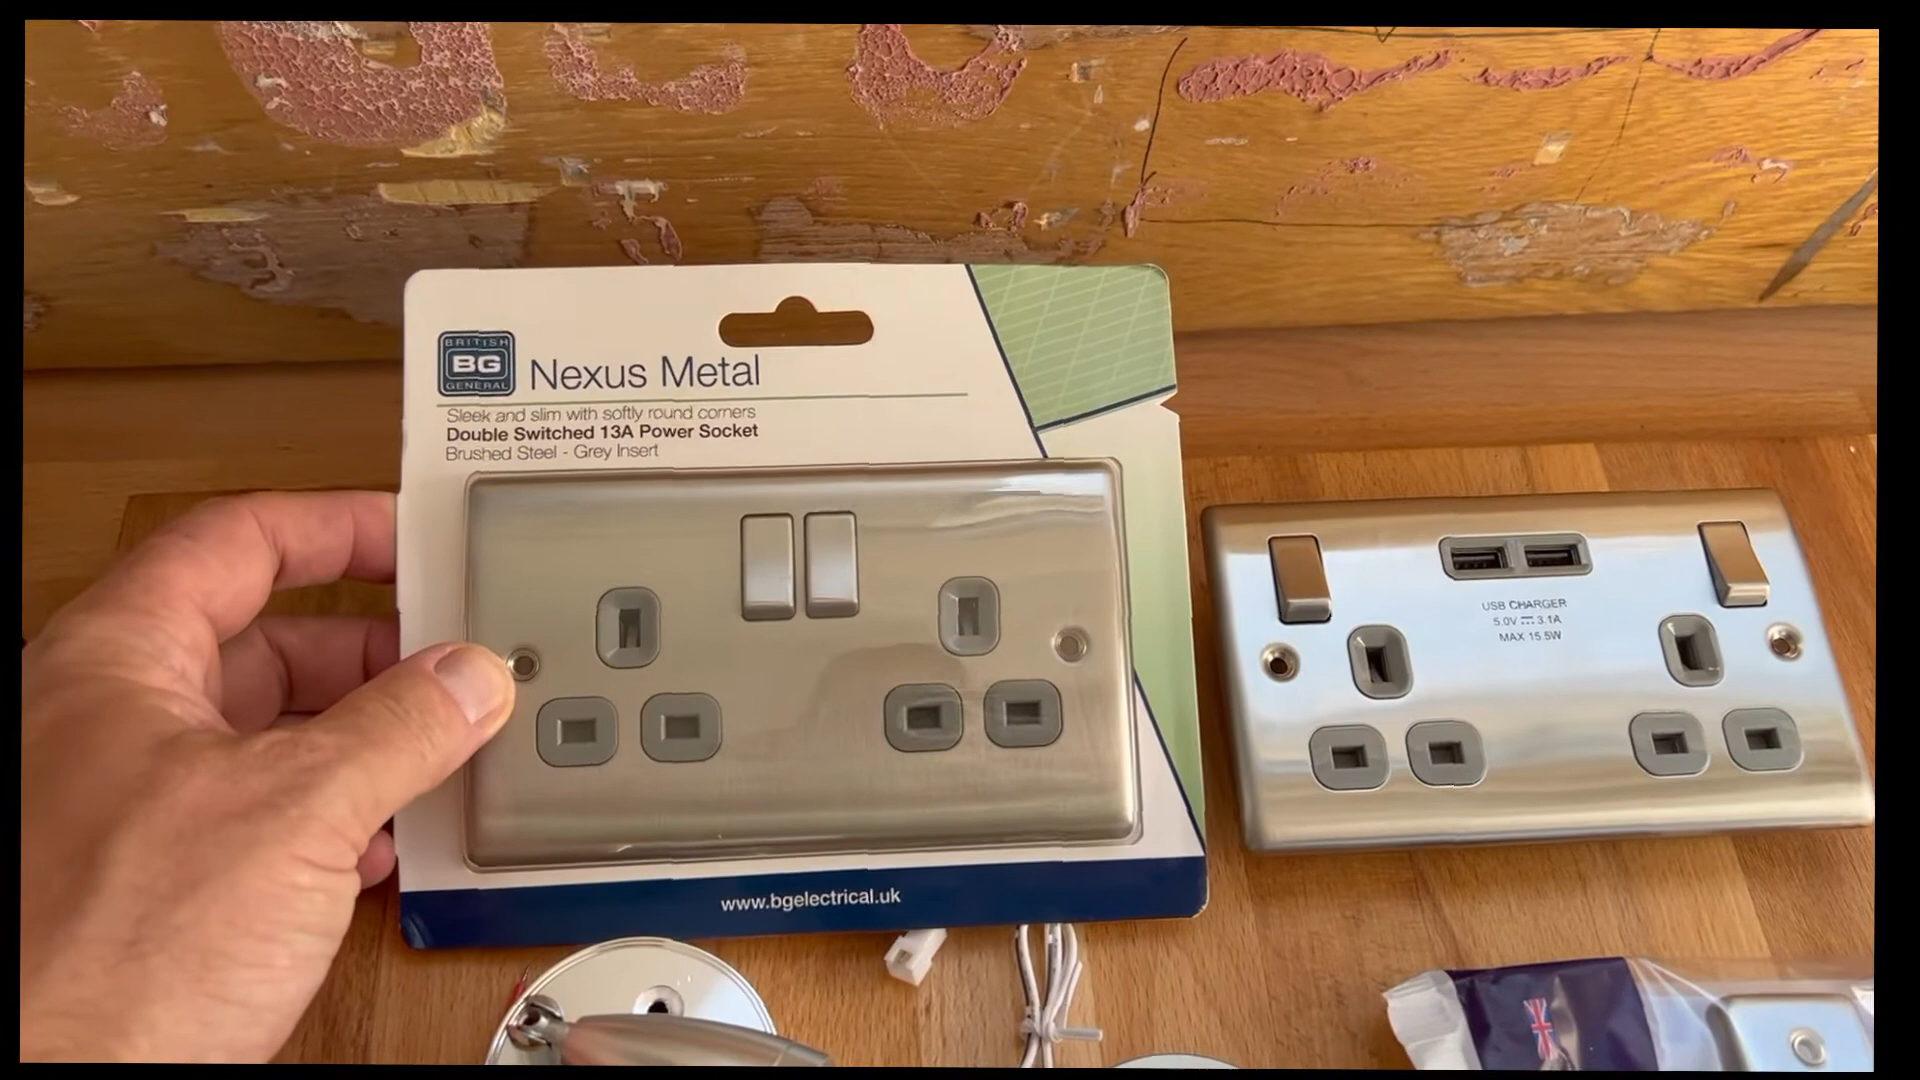 BRITISH
BG
GENERAL
Nexus Metal
Sleek and slim with softly round corners
Double Switched 13A Power Socket
Brushed Steel - Grey Insert
www.bgelectrical.uk
USB CHARGER
5.0V ⎓ 3.1A
MAX 15.5W